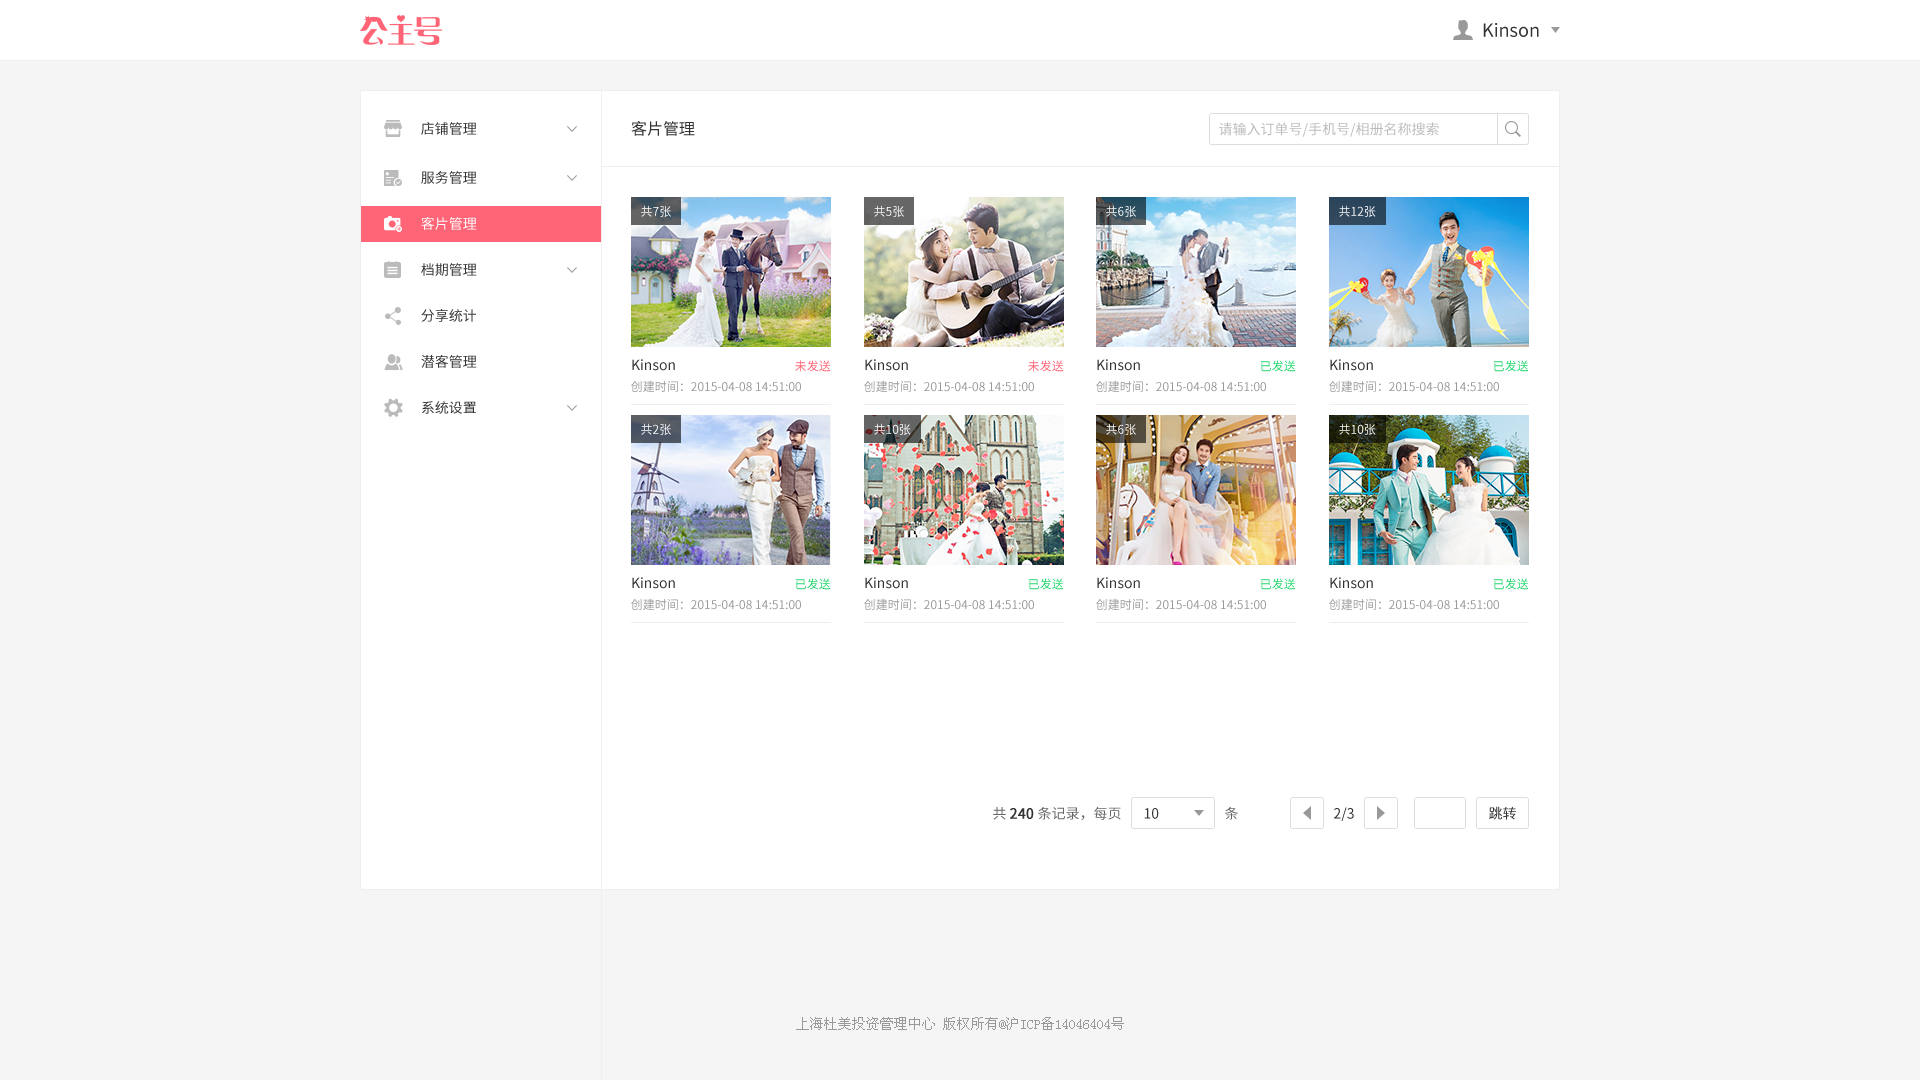 公主号
Kinson
店铺管理
服务管理
客片管理
档期管理
分享统计
潜客管理
系统设置
客片管理
请输入订单号/手机号/相册名称搜索
共7张
共5张
共6张
共12张
Kinson 未发送
创建时间：2015-04-08 14:51:00
Kinson 未发送
创建时间：2015-04-08 14:51:00
Kinson 已发送
创建时间：2015-04-08 14:51:00
Kinson 已发送
创建时间：2015-04-08 14:51:00
共2张
共10张
共6张
共10张
Kinson 已发送
创建时间：2015-04-08 14:51:00
Kinson 已发送
创建时间：2015-04-08 14:51:00
Kinson 已发送
创建时间：2015-04-08 14:51:00
Kinson 已发送
创建时间：2015-04-08 14:51:00
共 240 条记录，每页 10 条 2/3 跳转
上海杜美投资管理中心 版权所有@沪ICP备14046404号